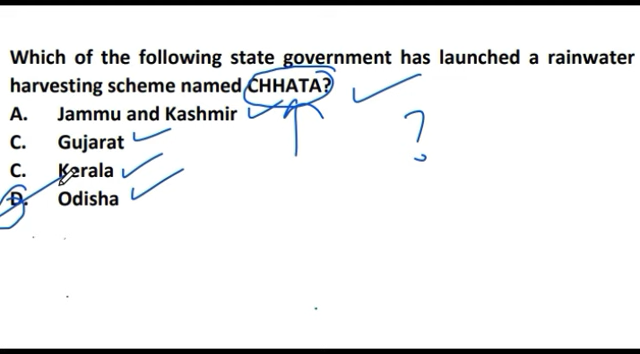 Which of the following state government has launched a rainwater
harvesting scheme named CHHATA?
A. Jammu and Kashmir
C. Gujarat
C. Kerala
D. Odisha
?